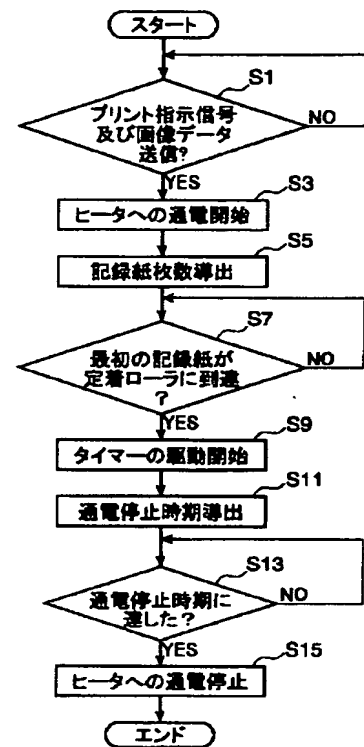 スタート
S1
プリント指示信号
及び画像データ
送信?
NO
YES
S3
ヒータへの通電開始
S5
記録紙枚数導出
S7
最初の記録紙が
定着ローラに到達
?
NO
YES
S9
タイマーの駆動開始
S11
通電停止時期導出
S13
通電停止時期に
達した?
NO
YES
S15
ヒータへの通電停止
エンド